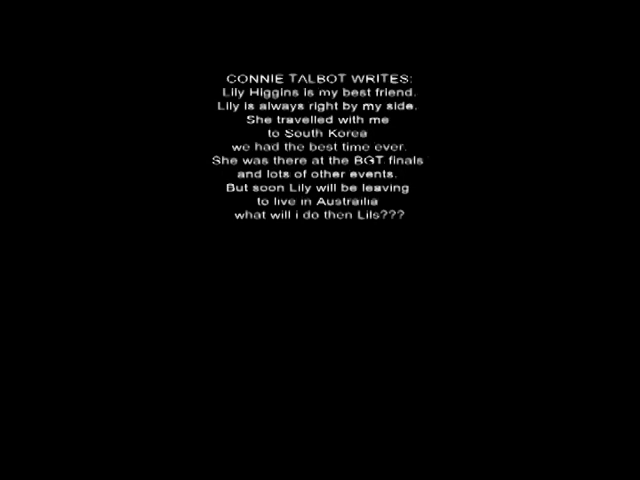 CONNIE TALBOT WRITES:
Lily Higgins is my best friend.
Lily is always right by my side.
She travelled with me
to South Korea
we had the best time ever.
She was there at the BGT finals
and lots of other events.
But soon Lily will be leaving
to live in Austrailia
what will i do then Lils???